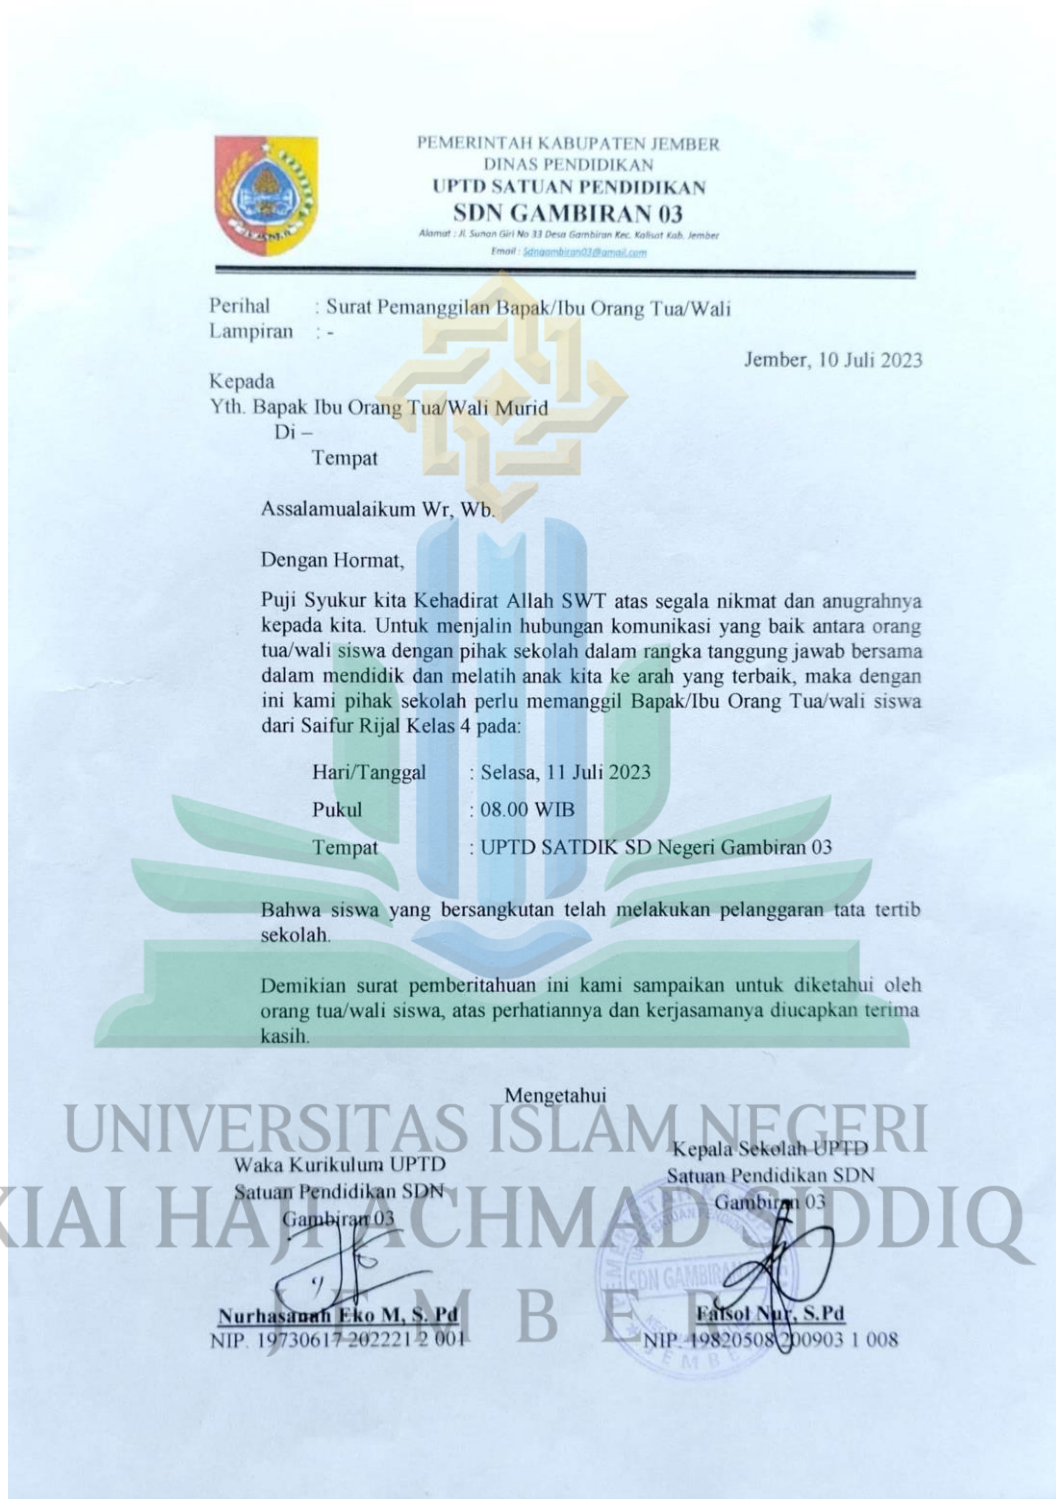 PEMERINTAH KABUPATEN JEMBER
DINAS PENDIDIKAN
UPTD SATUAN PENDIDIKAN
SDN GAMBIRAN 03
Alamat : Jl. Sunan Giri No 33 Desa Gambiran Kec. Kalisat Kab. Jember
Email : Sdngambiran03@gmail.com
Perihal : Surat Pemanggilan Bapak/Ibu Orang Tua/Wali
Lampiran : -
Jember, 10 Juli 2023
Kepada
Yth. Bapak Ibu Orang Tua/Wali Murid
Di –
Tempat
Assalamualaikum Wr, Wb.
Dengan Hormat,
Puji Syukur kita Kehadirat Allah SWT atas segala nikmat dan anugrahnya
kepada kita. Untuk menjalin hubungan komunikasi yang baik antara orang
tua/wali siswa dengan pihak sekolah dalam rangka tanggung jawab bersama
dalam mendidik dan melatih anak kita ke arah yang terbaik, maka dengan
ini kami pihak sekolah perlu memanggil Bapak/Ibu Orang Tua/wali siswa
dari Saifur Rijal Kelas 4 pada:
Hari/Tanggal : Selasa, 11 Juli 2023
Pukul : 08.00 WIB
Tempat : UPTD SATDIK SD Negeri Gambiran 03
Bahwa siswa yang bersangkutan telah melakukan pelanggaran tata tertib
sekolah.
Demikian surat pemberitahuan ini kami sampaikan untuk diketahui oleh
orang tua/wali siswa, atas perhatiannya dan kerjasamanya diucapkan terima
kasih.
Mengetahui
UNIVERSITAS ISLAM NEGERI
Waka Kurikulum UPTD
Satuan Pendidikan SDN
Gambiran 03
Kepala Sekolah UPTD
Satuan Pendidikan SDN
Gambiran 03
KIAI HAJI ACHMAD SIDDIQ
JEMBER
SDN GAMBIRAN
Nurhasanah Eko M, S. Pd
NIP. 19730617 202221 2 001
Faisol Nur, S.Pd
NIP. 19820508 200903 1 008